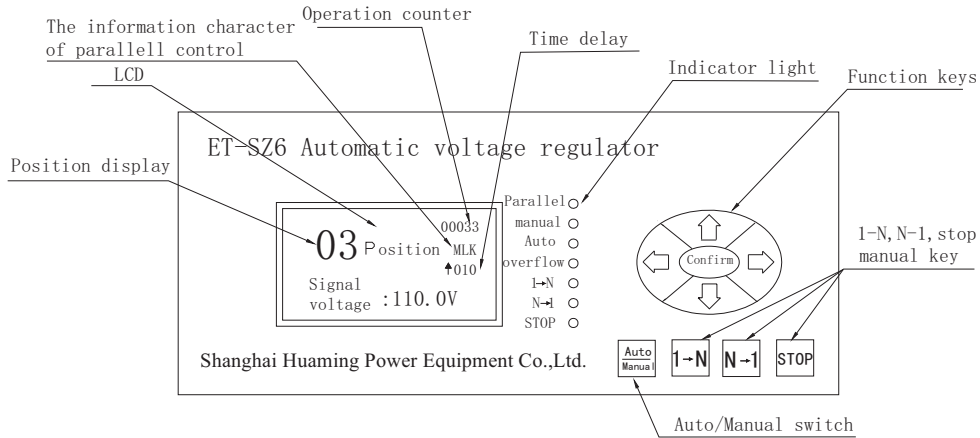 Operation counter
The information character
of parallell control
Time delay
LCD
Indicator light
Function keys
Position display
ET-SZ6 Automatic voltage regulator
00033
03 Position MLK
↑010
Signal
voltage :110.0V
Parallel
manual
Auto
overflow
1→N
N→1
STOP
Confirm
1-N,N-1,stop
manual key
Shanghai Huaming Power Equipment Co.,Ltd.
Auto
Manual
1→N
N→1
STOP
Auto/Manual switch